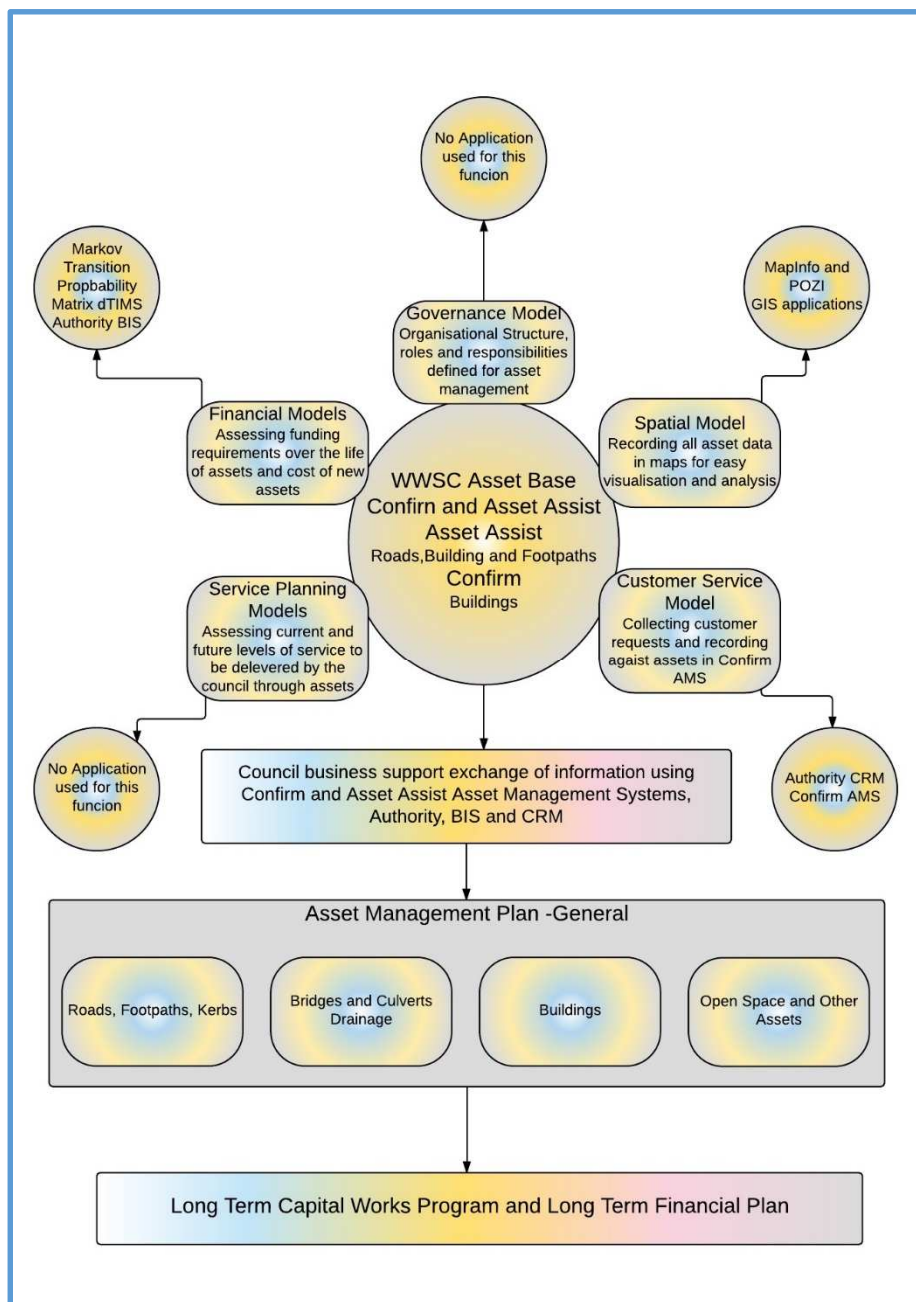 No Application
used for this
funcion
Markov
Transition
Propbability
Matrix dTIMS
Authority BIS
MapInfo and
POZI
GIS applications
Governance Model
Organisational Structure,
roles and responsibilities
defined for asset
management
Financial Models
Assessing funding
requirements over the life
of assets and cost of new
assets
Spatial Model
Recording all asset data
in maps for easy
visualisation and analysis
WWSC Asset Base
Confirn and Asset Assist
Asset Assist
Roads,Building and Footpaths
Confirm
Buildings
Service Planning
Models
Assessing current and
future levels of service to
be delevered by the
council through assets
Customer Service
Model
Collecting customer
requests and recording
agaist assets in Confirm
AMS
No Application
used for this
funcion
Authority CRM
Confirm AMS
Council business support exchange of information using
Confirm and Asset Assist Asset Management Systems,
Authority, BIS and CRM
Asset Management Plan -General
Roads, Footpaths, Kerbs
Bridges and Culverts
Drainage
Buildings
Open Space and Other
Assets
Long Term Capital Works Program and Long Term Financial Plan